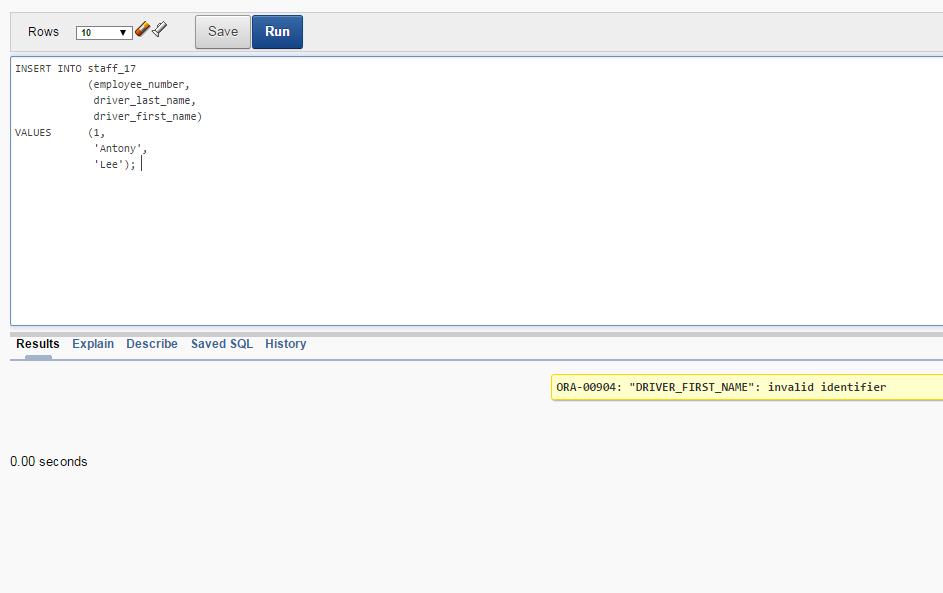 Rows 10 Save Run
INSERT INTO staff_17
(employee_number,
driver_last_name,
driver_first_name)
VALUES (1,
'Antony',
'Lee');
Results Explain Describe Saved SQL History
ORA-00904: "DRIVER_FIRST_NAME": invalid identifier
0.00 seconds